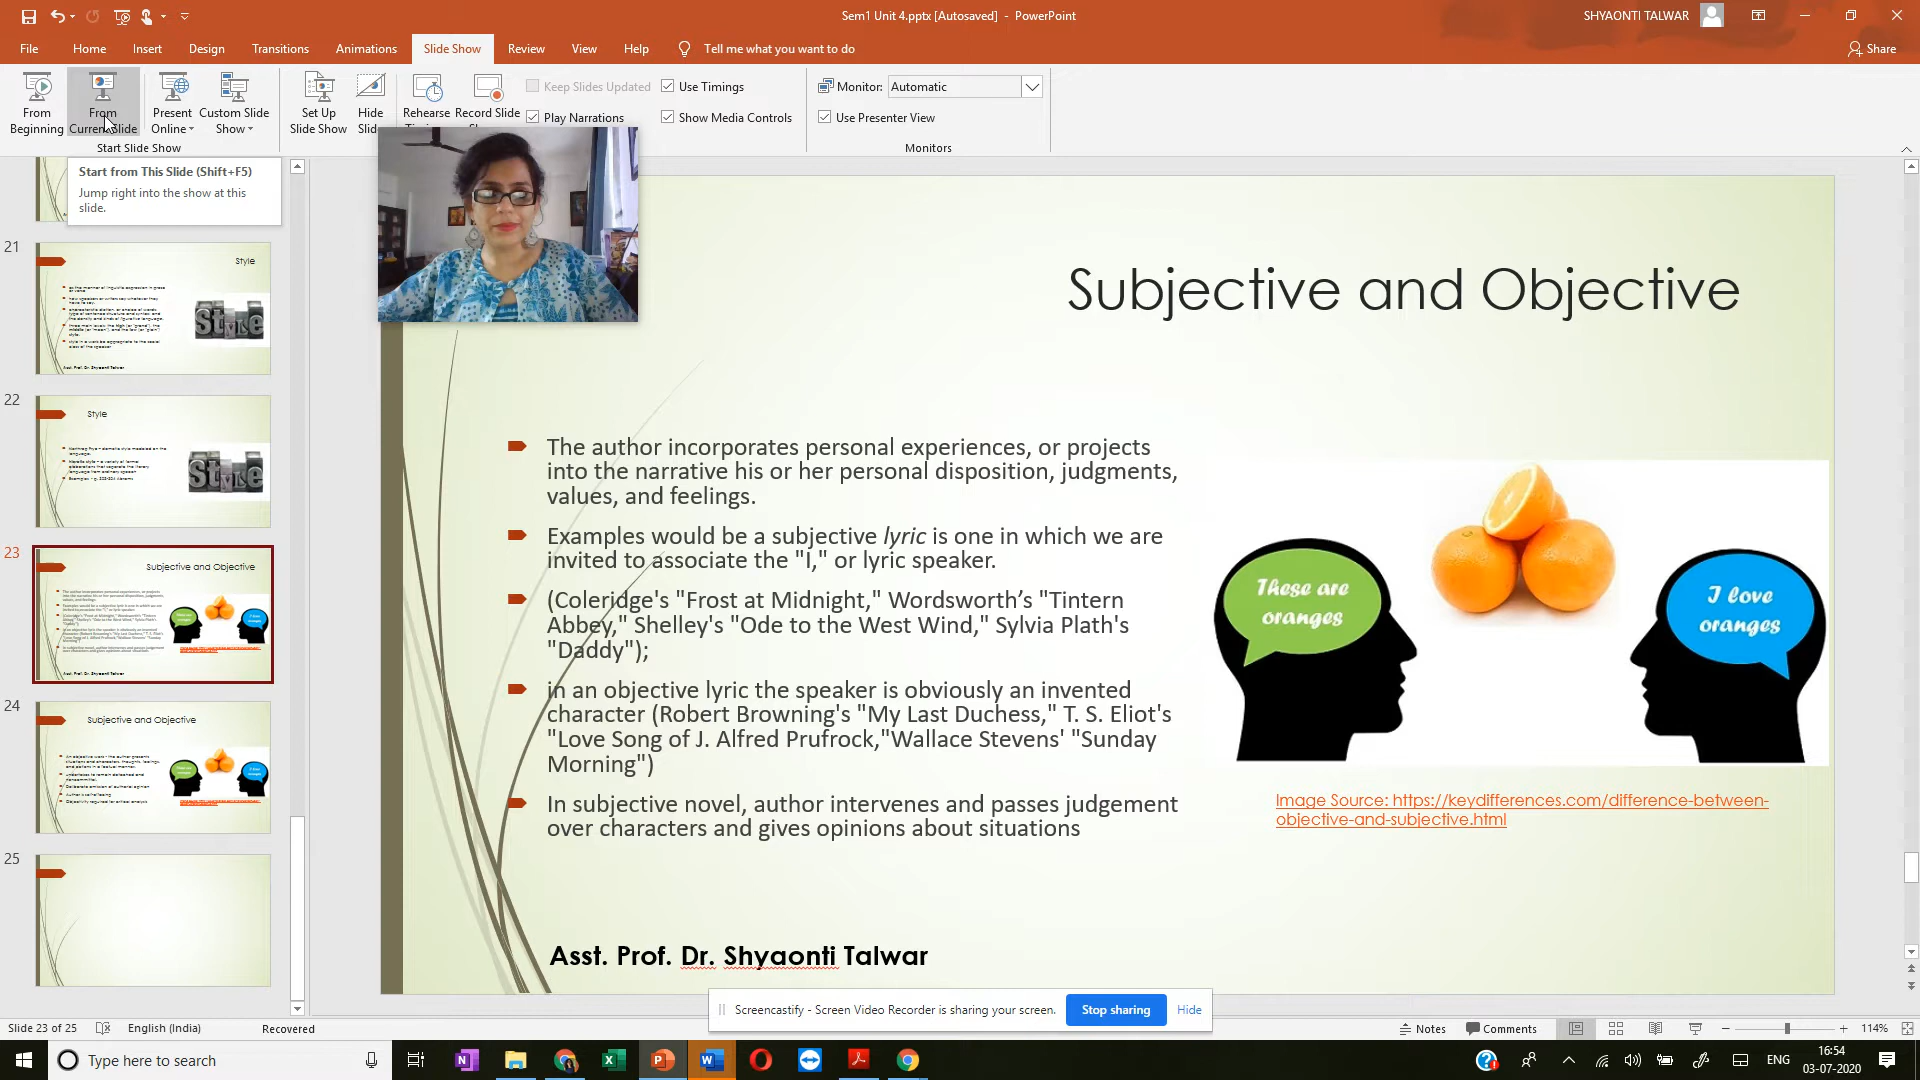 Sem1 Unit 4.pptx [Autosaved] - PowerPoint
SHYAONTI TALWAR
File Home Insert Design Transitions Animations Slide Show Review View Help Tell me what you want to do
Share
From Beginning
From Current Slide
Present Online
Custom Slide Show
Set Up Slide Show
Hide
Rehearse
Record Slide
Keep Slides Updated
Use Timings
Play Narrations
Show Media Controls
Monitor: Automatic
Use Presenter View
Start Slide Show
Monitors
Start from This Slide (Shift+F5)
Jump right into the show at this
slide.
21
Style
Asst. Prof. Dr. Shyaonti Talwar
22
Style
23
Subjective and Objective
Asst. Prof. Dr. Shyaonti Talwar
24
Subjective and Objective
25
Subjective and Objective
The author incorporates personal experiences, or projects
into the narrative his or her personal disposition, judgments,
values, and feelings.
Examples would be a subjective lyric is one in which we are
invited to associate the "I," or lyric speaker.
(Coleridge's "Frost at Midnight," Wordsworth’s "Tintern
Abbey," Shelley's "Ode to the West Wind," Sylvia Plath's
"Daddy");
in an objective lyric the speaker is obviously an invented
character (Robert Browning's "My Last Duchess," T. S. Eliot's
"Love Song of J. Alfred Prufrock,"Wallace Stevens' "Sunday
Morning")
In subjective novel, author intervenes and passes judgement
over characters and gives opinions about situations
These are
oranges
I love
oranges
Image Source: https://keydifferences.com/difference-between-
objective-and-subjective.html
Asst. Prof. Dr. Shyaonti Talwar
Screencastify - Screen Video Recorder is sharing your screen. Stop sharing Hide
Slide 23 of 25 English (India) Recovered
Notes Comments 114%
Type here to search
ENG
16:54
03-07-2020